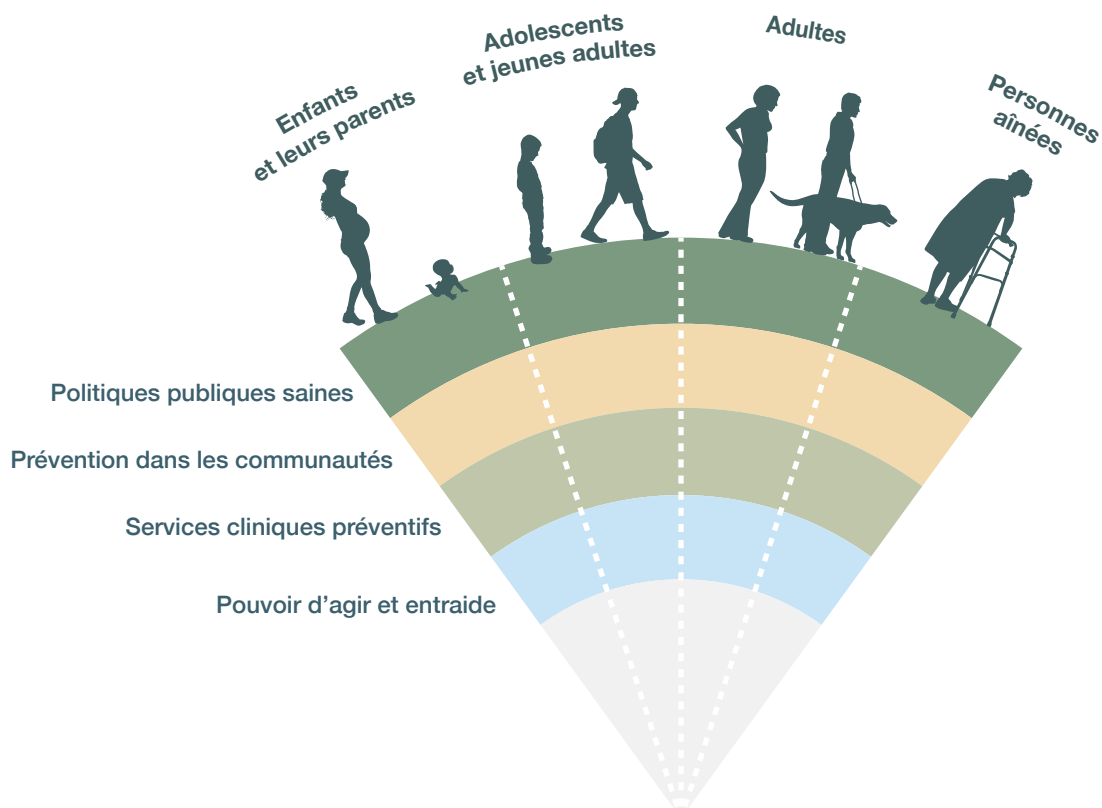 Enfants
et leurs parents
Adolescents
et jeunes adultes
Adultes
Personnes
aînées
Politiques publiques saines
Prévention dans les communautés
Services cliniques préventifs
Pouvoir d’agir et entraide